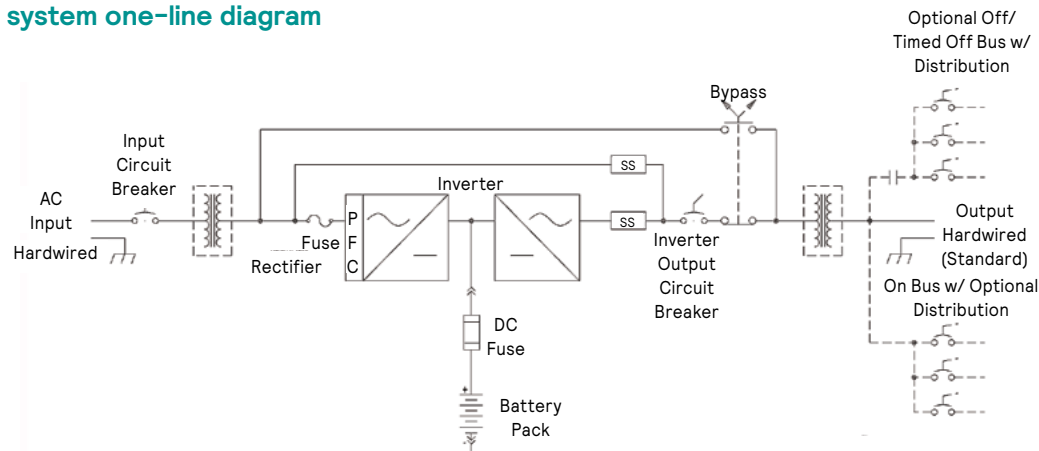 system one-line diagram
Optional Off/
Timed Off Bus w/
Distribution
Bypass
Input
Circuit
Breaker
AC
Input
Hardwired
SS
Inverter
P
F
C
Fuse
Rectifier
SS
Inverter
Output
Circuit
Breaker
Output
Hardwired
(Standard)
On Bus w/ Optional
Distribution
DC
Fuse
+
Battery
Pack
-